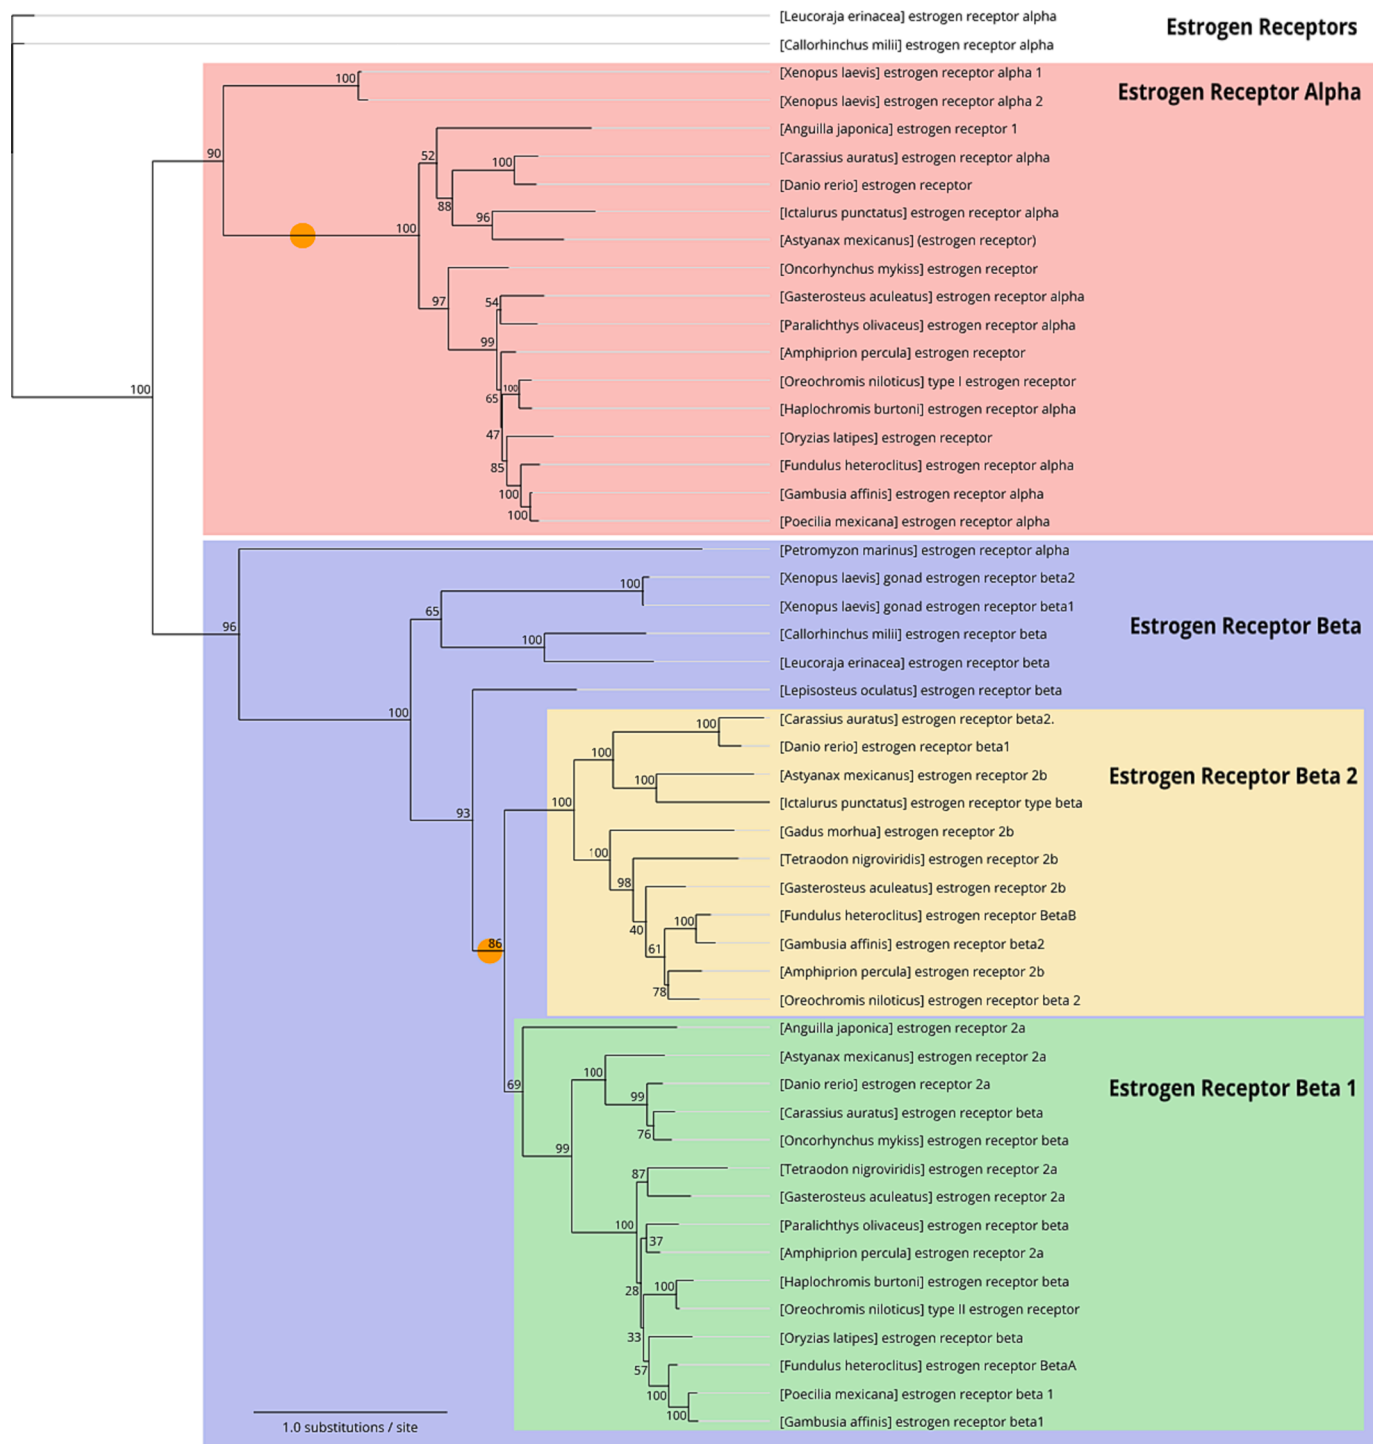 [Leucoraja erinacea] estrogen receptor alpha
Estrogen Receptors
[Callorhinchus milii] estrogen receptor alpha
[Xenopus laevis] estrogen receptor alpha 1
100
Estrogen Receptor Alpha
[Xenopus laevis] estrogen receptor alpha 2
[Anguilla japonica] estrogen receptor 1
90
52
[Carassius auratus] estrogen receptor alpha
100
[Danio rerio] estrogen receptor
88
[Ictalurus punctatus] estrogen receptor alpha
96
100
[Astyanax mexicanus] (estrogen receptor)
[Oncorhynchus mykiss] estrogen receptor
97
54
[Gasterosteus aculeatus] estrogen receptor alpha
[Paralichthys olivaceus] estrogen receptor alpha
99
[Amphiprion percula] estrogen receptor
100
[Oreochromis niloticus] type I estrogen receptor
100
65
[Haplochromis burtoni] estrogen receptor alpha
47
[Oryzias latipes] estrogen receptor
85
[Fundulus heteroclitus] estrogen receptor alpha
100
[Gambusia affinis] estrogen receptor alpha
100
[Poecilia mexicana] estrogen receptor alpha
[Petromyzon marinus] estrogen receptor alpha
100
[Xenopus laevis] gonad estrogen receptor beta2
65
[Xenopus laevis] gonad estrogen receptor beta1
96
100
[Callorhinchus milii] estrogen receptor beta
Estrogen Receptor Beta
[Leucoraja erinacea] estrogen receptor beta
[Lepisosteus oculatus] estrogen receptor beta
100
100
[Carassius auratus] estrogen receptor beta2.
100
[Danio rerio] estrogen receptor beta1
100
[Astyanax mexicanus] estrogen receptor 2b
Estrogen Receptor Beta 2
93
100
[Ictalurus punctatus] estrogen receptor type beta
[Gadus morhua] estrogen receptor 2b
100
[Tetraodon nigroviridis] estrogen receptor 2b
98
[Gasterosteus aculeatus] estrogen receptor 2b
100
[Fundulus heteroclitus] estrogen receptor BetaB
40
86
61
[Gambusia affinis] estrogen receptor beta2
[Amphiprion percula] estrogen receptor 2b
78
[Oreochromis niloticus] estrogen receptor beta 2
[Anguilla japonica] estrogen receptor 2a
[Astyanax mexicanus] estrogen receptor 2a
100
69
[Danio rerio] estrogen receptor 2a
Estrogen Receptor Beta 1
99
[Carassius auratus] estrogen receptor beta
76
[Oncorhynchus mykiss] estrogen receptor beta
99
87
[Tetraodon nigroviridis] estrogen receptor 2a
[Gasterosteus aculeatus] estrogen receptor 2a
100
[Paralichthys olivaceus] estrogen receptor beta
37
[Amphiprion percula] estrogen receptor 2a
28
100
[Haplochromis burtoni] estrogen receptor beta
[Oreochromis niloticus] type II estrogen receptor
33
[Oryzias latipes] estrogen receptor beta
57
[Fundulus heteroclitus] estrogen receptor BetaA
100
[Poecilia mexicana] estrogen receptor beta 1
100
[Gambusia affinis] estrogen receptor beta1
1.0 substitutions / site